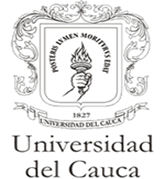 POSTERIS LVMEN MORITVRVS EDAT
1827
UNIVERSIDAD DEL CAUCA
Universidad
del Cauca